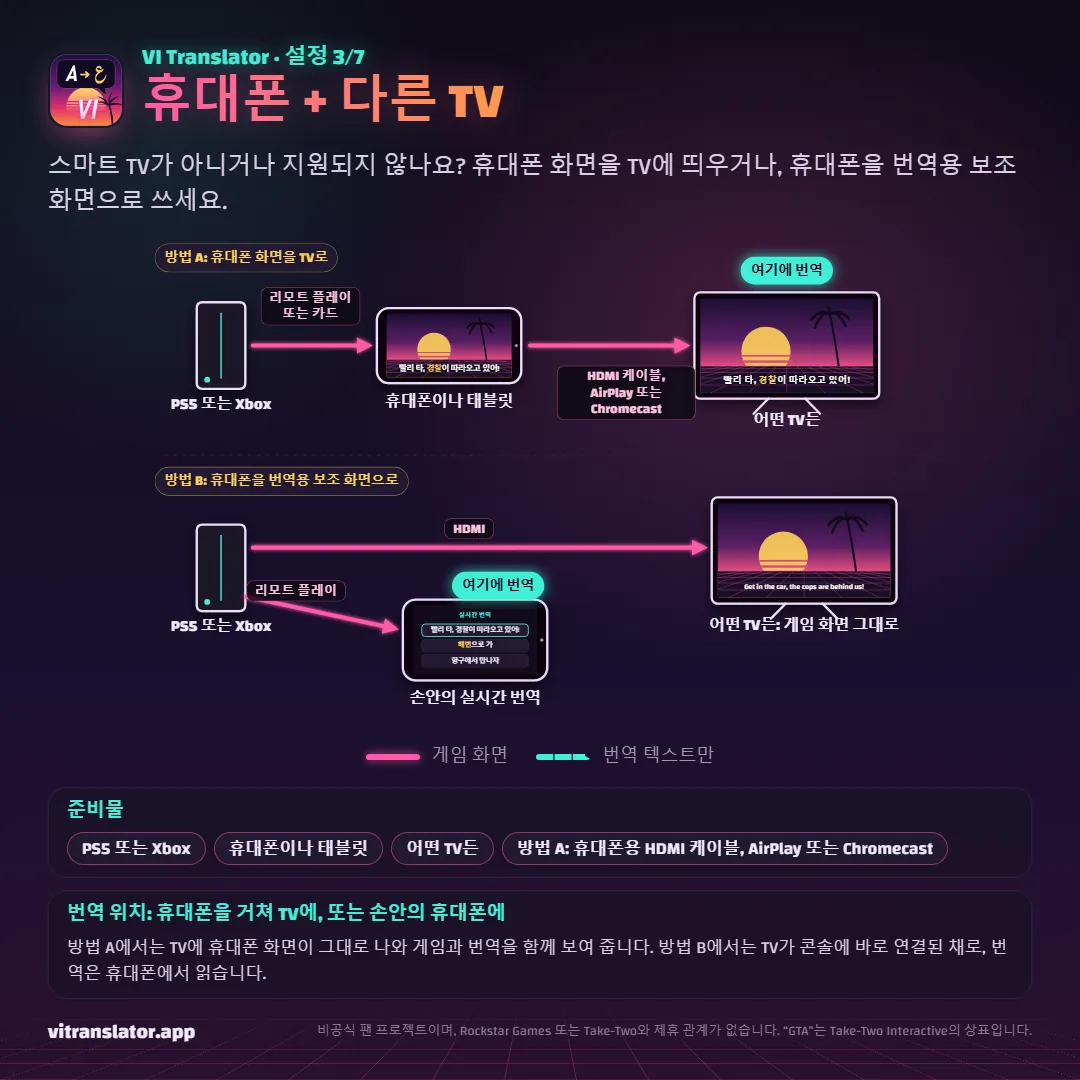 A→ع
VI
VI Translator · 설정 3/7
휴대폰 + 다른 TV
스마트 TV가 아니거나 지원되지 않나요? 휴대폰 화면을 TV에 띄우거나, 휴대폰을 번역용 보조
화면으로 쓰세요.
방법 A: 휴대폰 화면을 TV로
여기에 번역
리모트 플레이
또는 카드
빨리 타, 경찰이 따라오고 있어!
빨리 타, 경찰이 따라오고 있어!
HDMI 케이블,
AirPlay 또는
Chromecast
PS5 또는 Xbox
휴대폰이나 태블릿
어떤 TV든
방법 B: 휴대폰을 번역용 보조 화면으로
HDMI
리모트 플레이
여기에 번역
Get in the car, the cops are behind us!
실시간 번역
빨리 타, 경찰이 따라오고 있어!
해변으로 가
항구에서 만나자
PS5 또는 Xbox
어떤 TV든: 게임 화면 그대로
손안의 실시간 번역
게임 화면
번역 텍스트만
준비물
PS5 또는 Xbox
휴대폰이나 태블릿
어떤 TV든
방법 A: 휴대폰용 HDMI 케이블, AirPlay 또는 Chromecast
번역 위치: 휴대폰을 거쳐 TV에, 또는 손안의 휴대폰에
방법 A에서는 TV에 휴대폰 화면이 그대로 나와 게임과 번역을 함께 보여 줍니다. 방법 B에서는 TV가 콘솔에 바로 연결된 채로, 번
역은 휴대폰에서 읽습니다.
vitranslator.app
비공식 팬 프로젝트이며, Rockstar Games 또는 Take-Two와 제휴 관계가 없습니다. “GTA”는 Take-Two Interactive의 상표입니다.